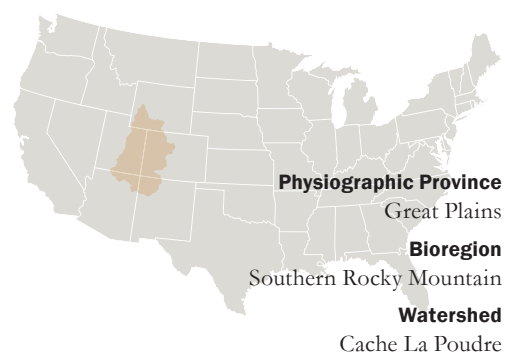 Physiographic Province
Great Plains
Bioregion
Southern Rocky Mountain
Watershed
Cache La Poudre